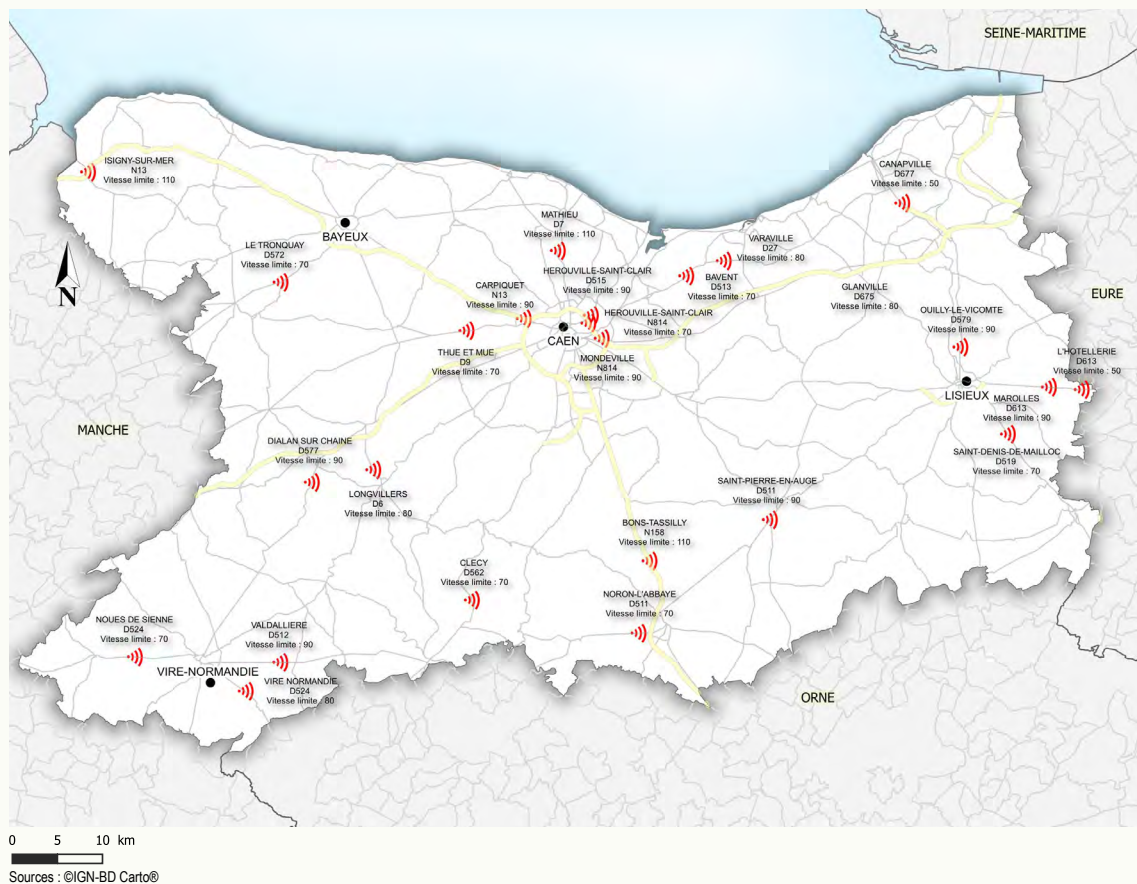 SEINE-MARITIME
ISIGNY-SUR-MER
N13
Vitesse limite : 110
CANAPVILLE
D677
Vitesse limite : 50
BAYEUX
MATHIEU
D7
Vitesse limite : 110
LE TRONQUAY
D572
Vitesse limite : 70
VARAVILLE
D27
Vitesse limite : 80
HEROUVILLE-SAINT-CLAIR
D515
Vitesse limite : 90
BAVENT
D513
Vitesse limite : 70
CARPIQUET
N13
Vitesse limite : 90
GLANVILLE
D675
Vitesse limite : 80
EURE
N
HEROUVILLE-SAINT-CLAIR
N814
Vitesse limite : 70
OUILLY-LE-VICOMTE
D579
Vitesse limite : 90
CAEN
THUE ET MUE
D9
Vitesse limite : 70
MONDEVILLE
N814
Vitesse limite : 90
L'HOTELLERIE
D613
Vitesse limite : 50
LISIEUX
MAROLLES
D613
Vitesse limite : 90
MANCHE
DIALAN SUR CHAINE
D577
Vitesse limite : 90
SAINT-DENIS-DE-MAILLOC
D519
Vitesse limite : 70
LONGVILLERS
D6
Vitesse limite : 80
SAINT-PIERRE-EN-AUGE
D511
Vitesse limite : 90
BONS-TASSILLY
N158
Vitesse limite : 110
CLECY
D562
Vitesse limite : 70
NORON-L'ABBAYE
D511
Vitesse limite : 70
NOUES DE SIENNE
D524
Vitesse limite : 70
VALDALLIERE
D512
Vitesse limite : 90
VIRE-NORMANDIE
VIRE NORMANDIE
D524
Vitesse limite : 80
ORNE
0 5 10 km
Sources : ©IGN-BD Carto®